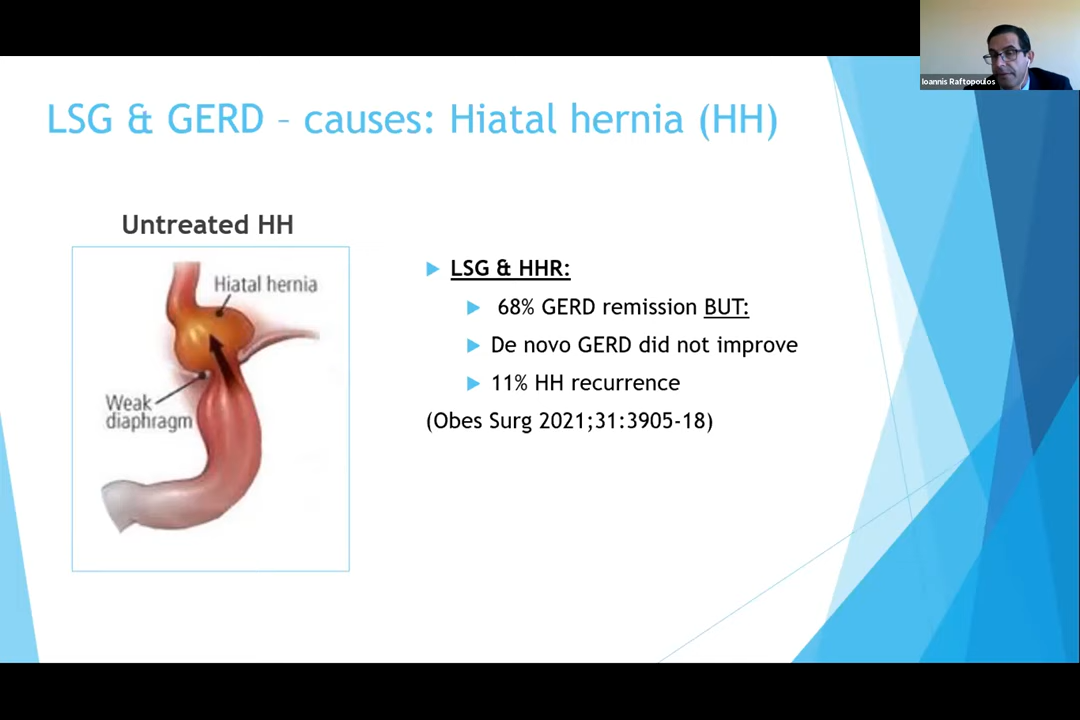 Ioannis Raftopoulos
LSG & GERD – causes: Hiatal hernia (HH)
Untreated HH
Hiatal hernia
Weak
diaphragm
LSG & HHR:
68% GERD remission BUT:
De novo GERD did not improve
11% HH recurrence
(Obes Surg 2021;31:3905-18)